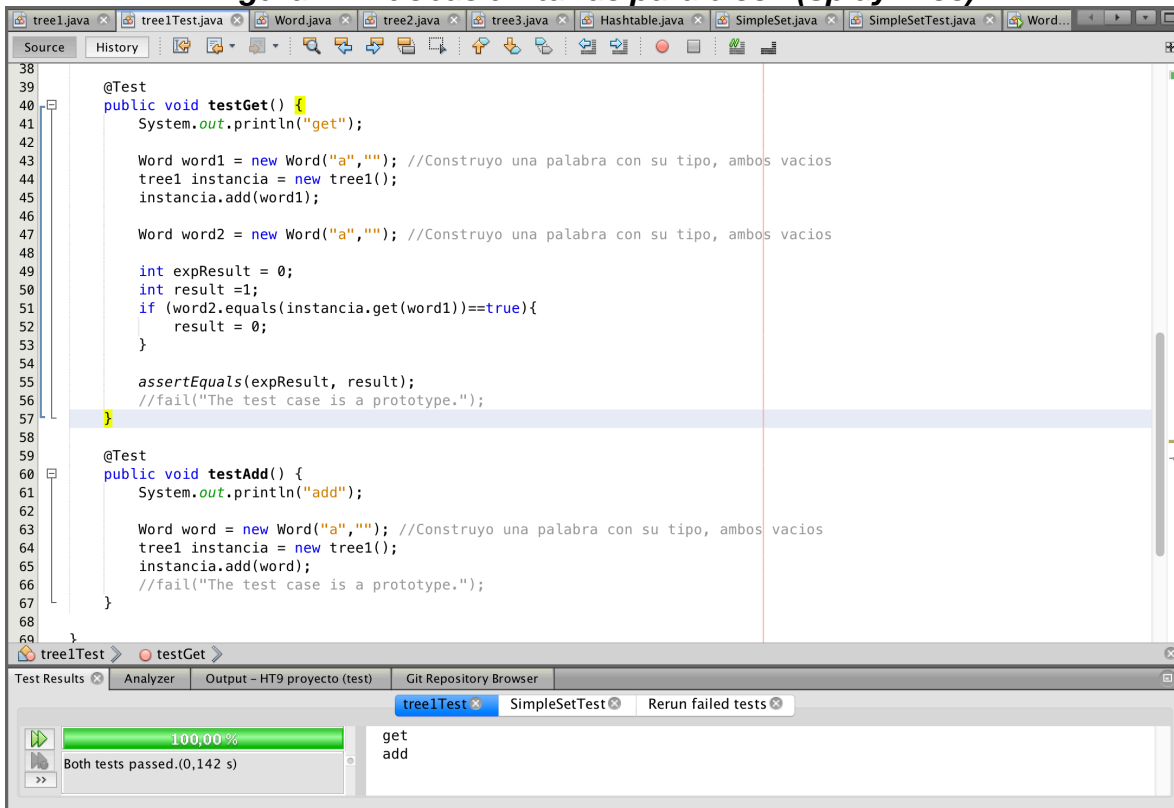 tree1.java tree1Test.java Word.java tree2.java tree3.java Hashtable.java SimpleSet.java SimpleSetTest.java Word...
Source History
38
39 @Test
40 public void testGet() {
41 System.out.println("get");
42
43 Word word1 = new Word("a",""); //Construyo una palabra con su tipo, ambos vacios
44 tree1 instancia = new tree1();
45 instancia.add(word1);
46
47 Word word2 = new Word("a",""); //Construyo una palabra con su tipo, ambos vacios
48
49 int expResult = 0;
50 int result =1;
51 if (word2.equals(instancia.get(word1))==true){
52 result = 0;
53 }
54
55 assertEquals(expResult, result);
56 //fail("The test case is a prototype.");
57 }
58
59 @Test
60 public void testAdd() {
61 System.out.println("add");
62
63 Word word = new Word("a",""); //Construyo una palabra con su tipo, ambos vacios
64 tree1 instancia = new tree1();
65 instancia.add(word);
66 //fail("The test case is a prototype.");
67 }
68
69 }
tree1Test testGet
Test Results Analyzer Output - HT9 proyecto (test) Git Repository Browser
tree1Test SimpleSetTest Rerun failed tests
100,00 %
Both tests passed.(0,142 s)
get
add